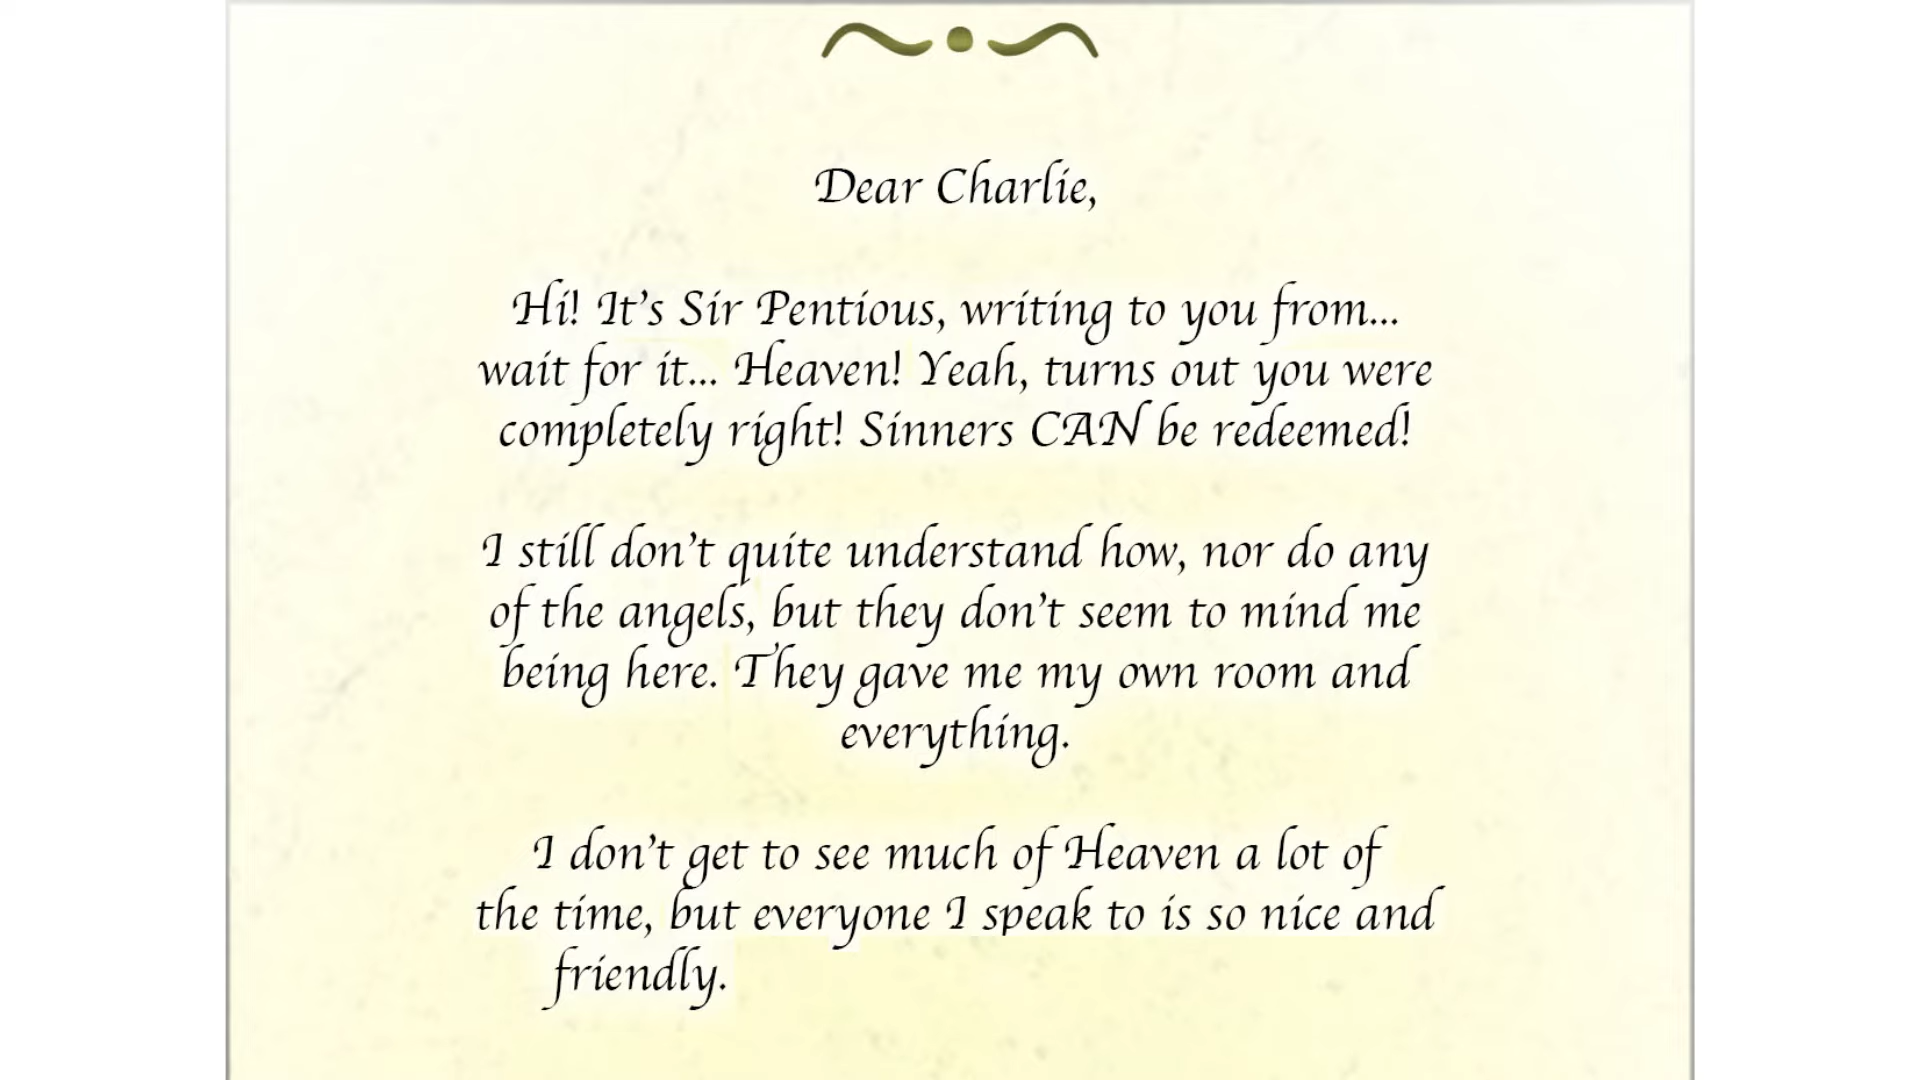 Dear Charlie,
Hi! It's Sir Pentious, writing to you from...
wait for it... Heaven! Yeah, turns out you were
completely right! Sinners CAN be redeemed!
I still don't quite understand how, nor do any
of the angels, but they don't seem to mind me
being here. They gave me my own room and
everything.
I don't get to see much of Heaven a lot of
the time, but everyone I speak to is so nice and
friendly.